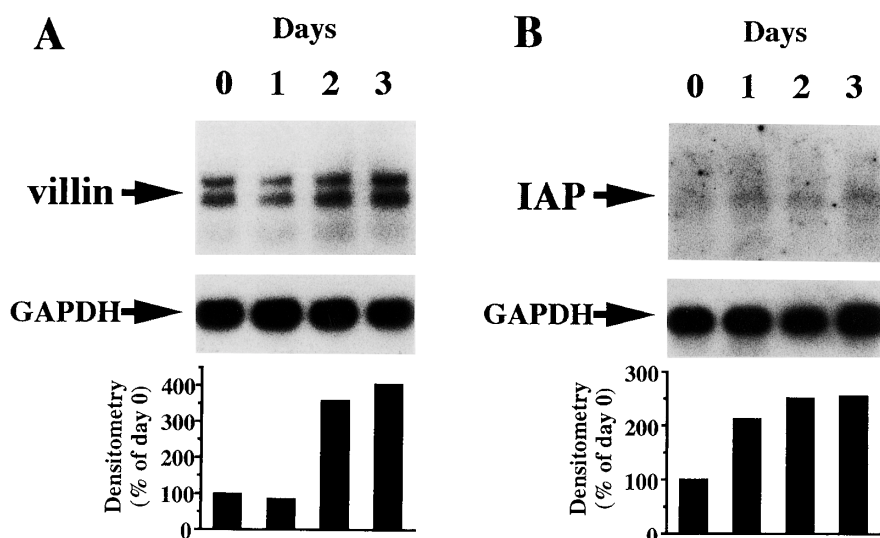 A
Days
0 1 2 3
villin
GAPDH
Densitometry
(% of day 0)
400
300
200
100
0
B
Days
0 1 2 3
IAP
GAPDH
Densitometry
(% of day 0)
300
200
100
0